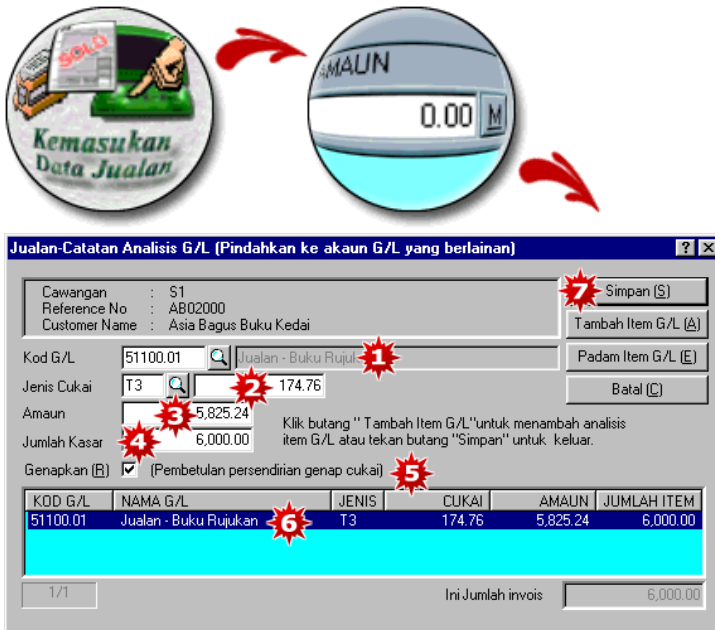 SOLD
Kemasukan
Data Jualan
AMAUN
0.00 M
Jualan-Catatan Analisis G/L (Pindahkan ke akaun G/L yang berlainan) ? X
Cawangan : S1
Reference No : AB02000
Customer Name : Asia Bagus Buku Kedai
7 Simpan (S)
Tambah Item G/L (A)
Padam Item G/L (E)
Batal (C)
Kod G/L 51100.01 Jualan - Buku 1
Jenis Cukai T3 2 174.76
Amaun 3 5,825.24
Jumlah Kasar 4 6,000.00
Klik butang " Tambah Item G/L"untuk menambah analisis
item G/L atau tekan butang "Simpan" untuk keluar.
Genapkan (R) (Pembetulan persendirian genap cukai) 5
KOD G/L NAMA G/L JENIS CUKAI AMAUN JUMLAH ITEM
51100.01 Jualan - Buku Rujukan 6 T3 174.76 5,825.24 6,000.00
1/1 Ini Jumlah invois 6,000.00